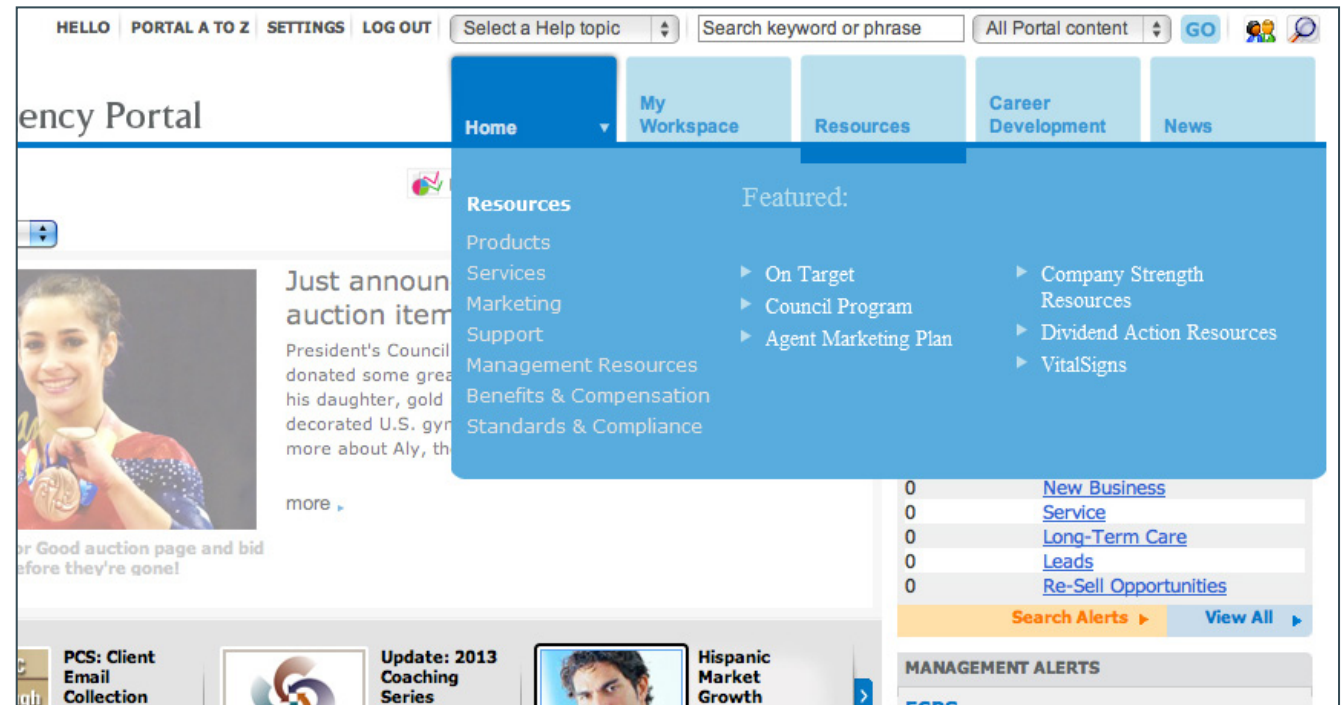 HELLO PORTAL A TO Z SETTINGS LOG OUT Select a Help topic Search keyword or phrase All Portal content GO
ency Portal
Home
My
Workspace
Resources
Career
Development
News
Resources
Products
Services
Marketing
Support
Management Resources
Benefits & Compensation
Standards & Compliance
Featured:
On Target
Council Program
Agent Marketing Plan
Company Strength
Resources
Dividend Action Resources
VitalSigns
Just announ
auction item
President's Council
donated some grea
his daughter, gold
decorated U.S. gyr
more about Aly, th
more
or Good auction page and bid
efore they're gone!
0 New Business
0 Service
0 Long-Term Care
0 Leads
0 Re-Sell Opportunities
Search Alerts View All
PCS: Client
Email
Collection
Update: 2013
Coaching
Series
Hispanic
Market
Growth
MANAGEMENT ALERTS